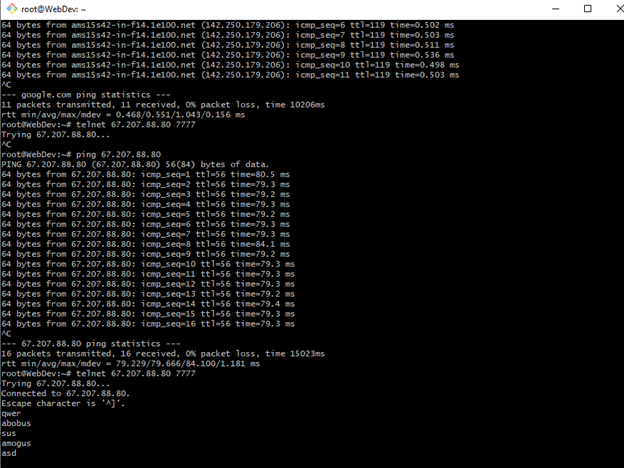 root@WebDev: ~
64 bytes from ams15s42-in-f14.1e100.net (142.250.179.206): icmp_seq=6 ttl=119 time=0.502 ms
64 bytes from ams15s42-in-f14.1e100.net (142.250.179.206): icmp_seq=7 ttl=119 time=0.503 ms
64 bytes from ams15s42-in-f14.1e100.net (142.250.179.206): icmp_seq=8 ttl=119 time=0.511 ms
64 bytes from ams15s42-in-f14.1e100.net (142.250.179.206): icmp_seq=9 ttl=119 time=0.536 ms
64 bytes from ams15s42-in-f14.1e100.net (142.250.179.206): icmp_seq=10 ttl=119 time=0.498 ms
64 bytes from ams15s42-in-f14.1e100.net (142.250.179.206): icmp_seq=11 ttl=119 time=0.503 ms
^C
--- google.com ping statistics ---
11 packets transmitted, 11 received, 0% packet loss, time 10206ms
rtt min/avg/max/mdev = 0.468/0.551/1.043/0.156 ms
root@WebDev:~# telnet 67.207.88.80 7777
Trying 67.207.88.80...
^C
root@WebDev:~# ping 67.207.88.80
PING 67.207.88.80 (67.207.88.80) 56(84) bytes of data.
64 bytes from 67.207.88.80: icmp_seq=1 ttl=56 time=80.5 ms
64 bytes from 67.207.88.80: icmp_seq=2 ttl=56 time=79.3 ms
64 bytes from 67.207.88.80: icmp_seq=3 ttl=56 time=79.2 ms
64 bytes from 67.207.88.80: icmp_seq=4 ttl=56 time=79.3 ms
64 bytes from 67.207.88.80: icmp_seq=5 ttl=56 time=79.2 ms
64 bytes from 67.207.88.80: icmp_seq=6 ttl=56 time=79.3 ms
64 bytes from 67.207.88.80: icmp_seq=7 ttl=56 time=79.3 ms
64 bytes from 67.207.88.80: icmp_seq=8 ttl=56 time=84.1 ms
64 bytes from 67.207.88.80: icmp_seq=9 ttl=56 time=79.2 ms
64 bytes from 67.207.88.80: icmp_seq=10 ttl=56 time=79.3 ms
64 bytes from 67.207.88.80: icmp_seq=11 ttl=56 time=79.3 ms
64 bytes from 67.207.88.80: icmp_seq=12 ttl=56 time=79.3 ms
64 bytes from 67.207.88.80: icmp_seq=13 ttl=56 time=79.2 ms
64 bytes from 67.207.88.80: icmp_seq=14 ttl=56 time=79.4 ms
64 bytes from 67.207.88.80: icmp_seq=15 ttl=56 time=79.3 ms
64 bytes from 67.207.88.80: icmp_seq=16 ttl=56 time=79.3 ms
^C
--- 67.207.88.80 ping statistics ---
16 packets transmitted, 16 received, 0% packet loss, time 15023ms
rtt min/avg/max/mdev = 79.229/79.666/84.100/1.181 ms
root@WebDev:~# telnet 67.207.88.80 7777
Trying 67.207.88.80...
Connected to 67.207.88.80.
Escape character is '^]'.
qwer
abobus
sus
amogus
asd